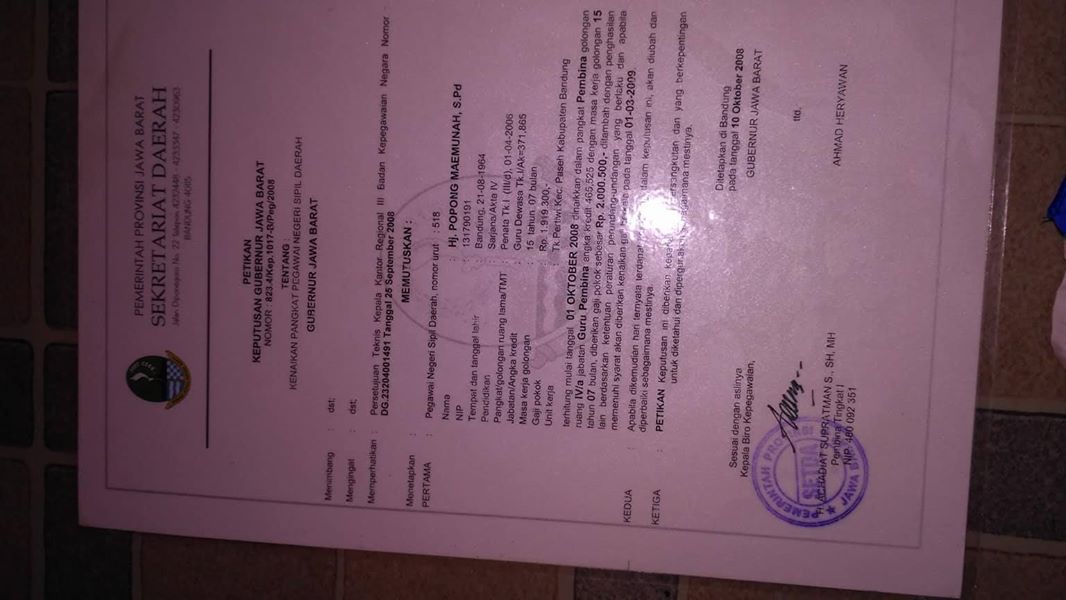 PEMERINTAH PROVINSI JAWA BARAT
SEKRETARIAT DAERAH
Jalan Diponegoro No. 22 Telepon 4232448 - 4233347 - 4230963
BANDUNG 40115
PETIKAN
KEPUTUSAN GUBERNUR JAWA BARAT
NOMOR : 823.4/Kep.1017-B/Peg/2008
TENTANG
KENAIKAN PANGKAT PEGAWAI NEGERI SIPIL DAERAH
GUBERNUR JAWA BARAT
Menimbang : dst;
Mengingat : dst;
Memperhatikan : Persetujuan Teknis Kepala Kantor Regional III Badan Kepegawaian Negara Nomor
DG.23204001491 Tanggal 25 September 2008
MEMUTUSKAN :
Menetapkan :
PERTAMA : Pegawai Negeri Sipil Daerah, nomor urut : 518
Nama : Hj. POPONG MAEMUNAH, S.Pd
NIP : 131790191
Tempat dan tanggal lahir : Bandung, 21-08-1964
Pendidikan : Sarjana/Akta IV
Pangkat/golongan ruang lama/TMT : Penata Tk.I (III/d), 01-04-2006
Jabatan/Angka kredit : Guru Dewasa Tk.I/Ak=371,865
Masa kerja golongan : 15 tahun, 07 bulan
Gaji pokok : Rp. 1.919.300,-
Unit kerja : Tk Pertiwi Kec. Paseh Kabupaten Bandung
terhitung mulai tanggal 01 OKTOBER 2008 dinaikkan dalam pangkat Pembina golongan
ruang IV/a jabatan Guru Pembina angka kredit 465,525 dengan masa kerja golongan 15
tahun 07 bulan, diberikan gaji pokok sebesar Rp. 2.000.500,- ditambah dengan penghasilan
lain berdasarkan ketentuan peraturan perundang-undangan yang berlaku dan apabila
memenuhi syarat akan diberikan kenaikan pada tanggal 01-03-2009.
KEDUA : Apabila dikemudian hari ternyata terdapat dalam keputusan ini, akan diubah dan
diperbaiki sebagaimana mestinya.
KETIGA : PETIKAN Keputusan ini diberikan bersangkutan dan yang berkepentingan
untuk diketahui dan dipergunakan sebagaimana mestinya.
Ditetapkan di Bandung
pada tanggal 10 Oktober 2008
GUBERNUR JAWA BARAT
ttd.
AHMAD HERYAWAN
Sesuai dengan aslinya
Kepala Biro Kepegawaian,
PEMERINTAH PROVINSI
SETDA
JAWA BARAT
H. ACHADIAT SUPRATMAN S., SH, MH
Pembina Tingkat I
NIP. 480 092 351